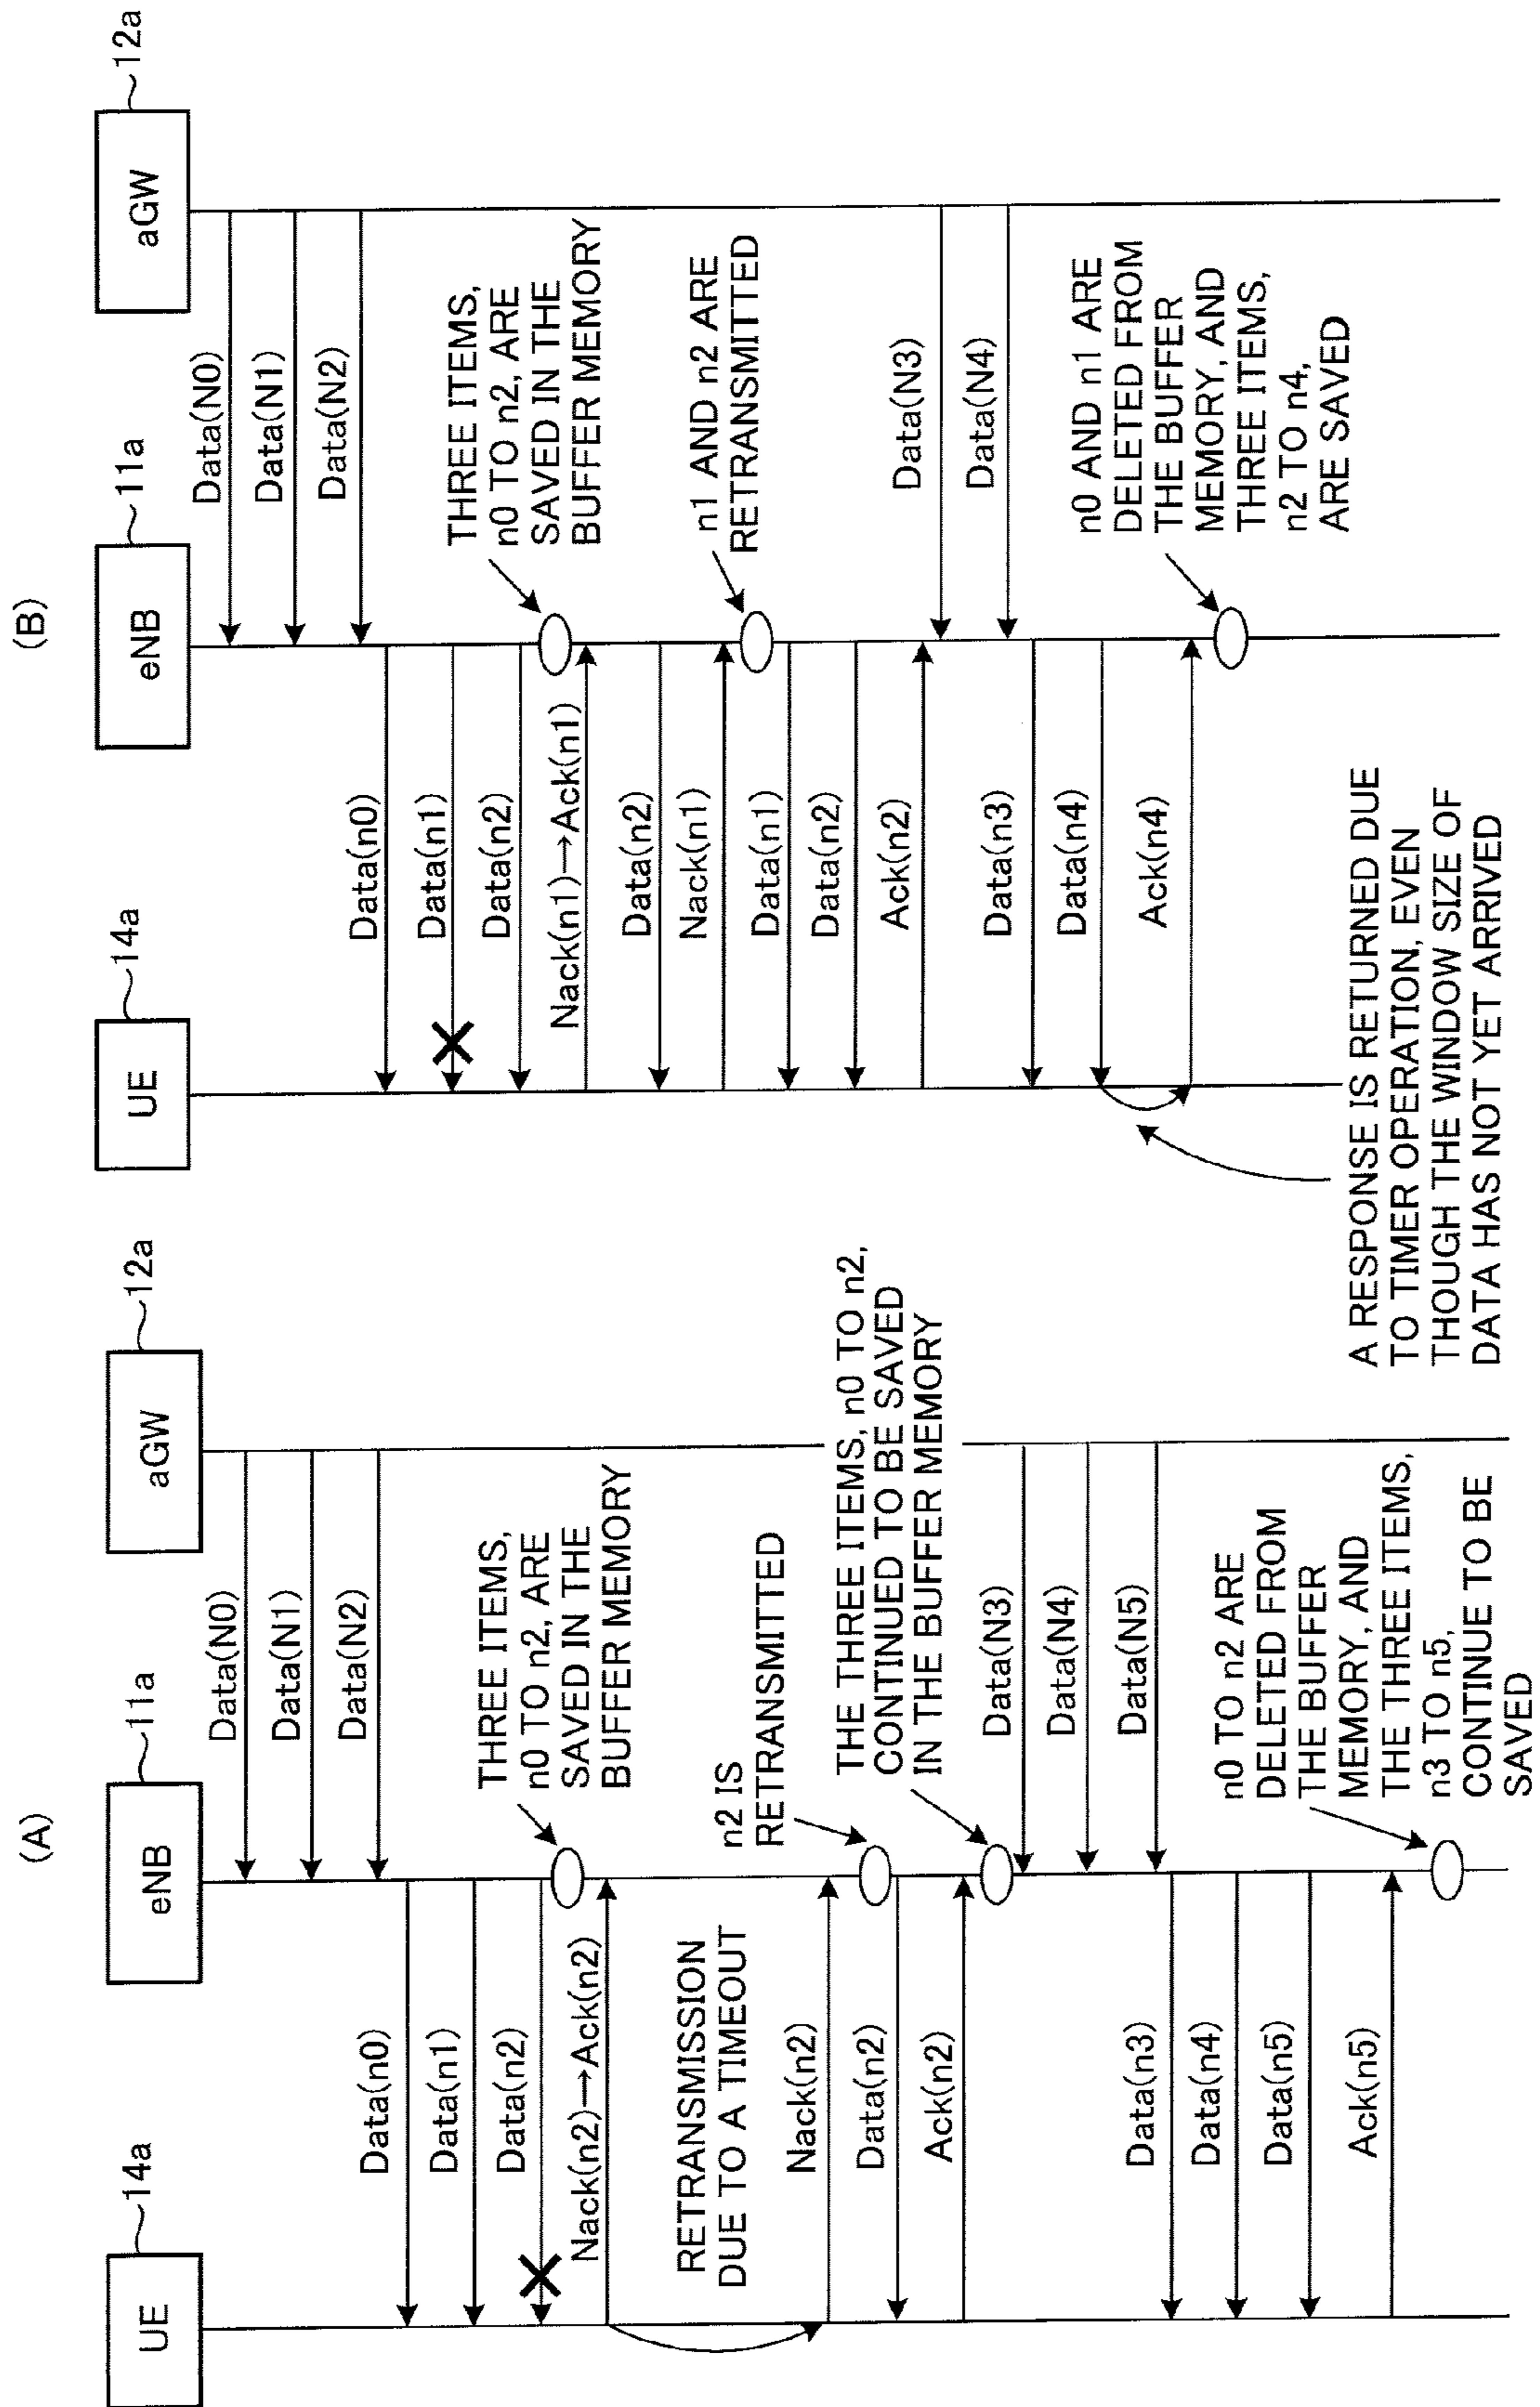 (A)
UE
14a
eNB
11a
aGW
12a
Data(N0)
Data(N1)
Data(N2)
Data(n0)
Data(n1)
Data(n2)
THREE ITEMS,
n0 TO n2, ARE
SAVED IN THE
BUFFER MEMORY
Nack(n2)→Ack(n2)
RETRANSMISSION
DUE TO A TIMEOUT
Nack(n2)
n2 IS
RETRANSMITTED
Data(n2)
Ack(n2)
THE THREE ITEMS, n0 TO n2,
CONTINUED TO BE SAVED
IN THE BUFFER MEMORY
Data(N3)
Data(N4)
Data(N5)
Data(n3)
Data(n4)
Data(n5)
Ack(n5)
n0 TO n2 ARE
DELETED FROM
THE BUFFER
MEMORY, AND
THE THREE ITEMS,
n3 TO n5,
CONTINUE TO BE
SAVED
(B)
UE
14a
eNB
11a
aGW
12a
Data(N0)
Data(N1)
Data(N2)
Data(n0)
Data(n1)
Data(n2)
THREE ITEMS,
n0 TO n2, ARE
SAVED IN THE
BUFFER MEMORY
Nack(n1)→Ack(n1)
Data(n2)
Nack(n1)
n1 AND n2 ARE
RETRANSMITTED
Data(n1)
Data(n2)
Ack(n2)
Data(N3)
Data(N4)
Data(n3)
Data(n4)
Ack(n4)
n0 AND n1 ARE
DELETED FROM
THE BUFFER
MEMORY, AND
THREE ITEMS,
n2 TO n4,
ARE SAVED
A RESPONSE IS RETURNED DUE
TO TIMER OPERATION, EVEN
THOUGH THE WINDOW SIZE OF
DATA HAS NOT YET ARRIVED